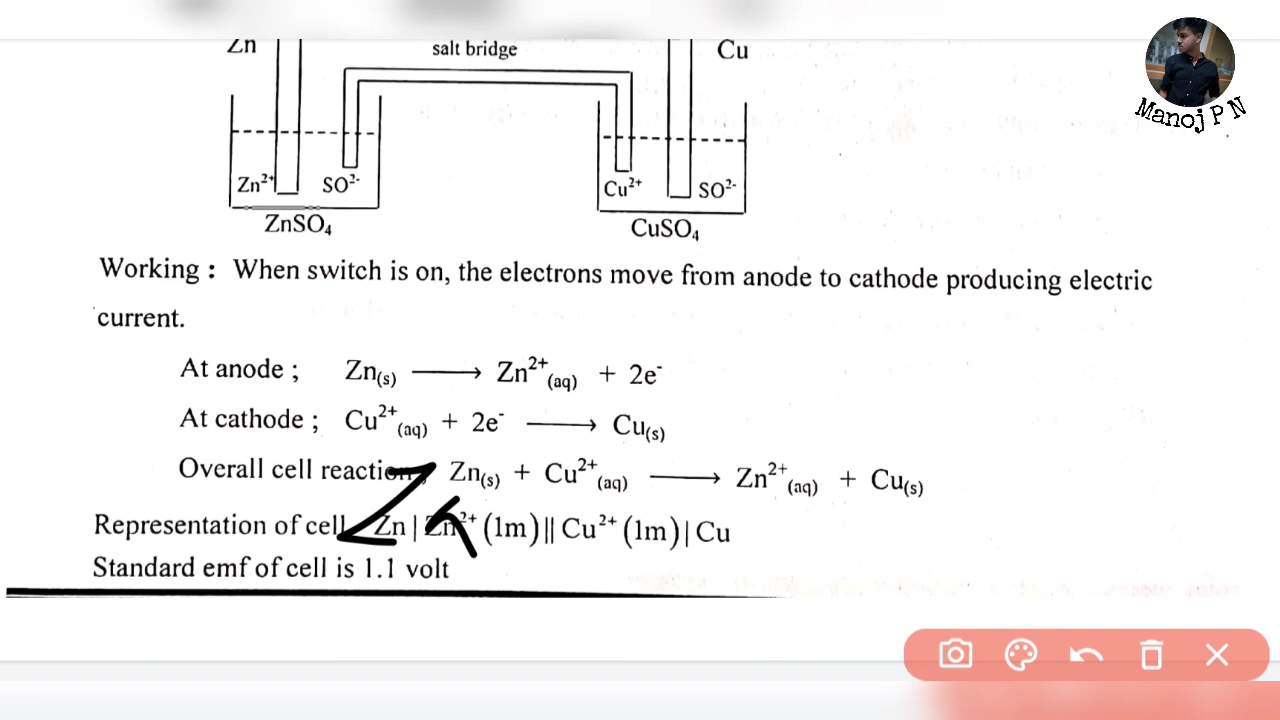 Zn salt bridge Cu
Manoj P N
Zn²⁺ SO²⁻ Cu²⁺ SO²⁻
ZnSO₄ CuSO₄
Working : When switch is on, the electrons move from anode to cathode producing electric
current.
At anode ; Zn(s) ⟶ Zn²⁺(aq) + 2e⁻
At cathode ; Cu²⁺(aq) + 2e⁻ ⟶ Cu(s)
Overall cell reaction, Zn(s) + Cu²⁺(aq) ⟶ Zn²⁺(aq) + Cu(s)
Zn
Representation of cell Zn | Zn²⁺ (1m) || Cu²⁺ (1m) | Cu
Standard emf of cell is 1.1 volt